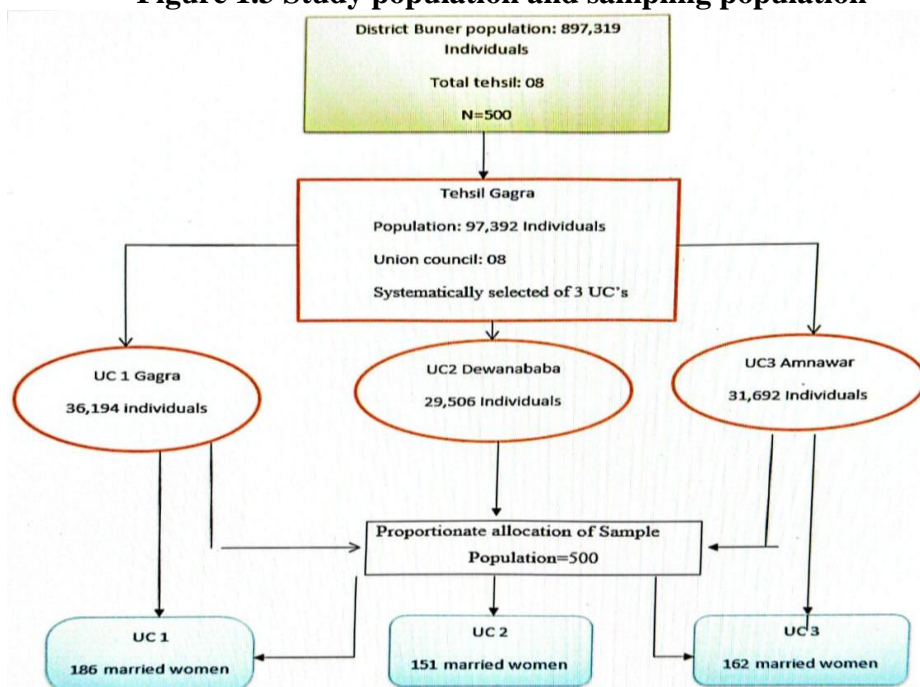 Figure 1.3 Study population and sampling population
District Buner population: 897,319
Individuals
Total tehsil: 08
N=500
Tehsil Gagra
Population: 97,392 Individuals
Union council: 08
Systematically selected of 3 UC's
UC 1 Gagra
36,194 individuals
UC2 Dewanababa
29,506 Individuals
UC3 Amnawar
31,692 Individuals
Proportionate allocation of Sample
Population=500
UC 1
186 married women
UC 2
151 married women
UC 3
162 married women